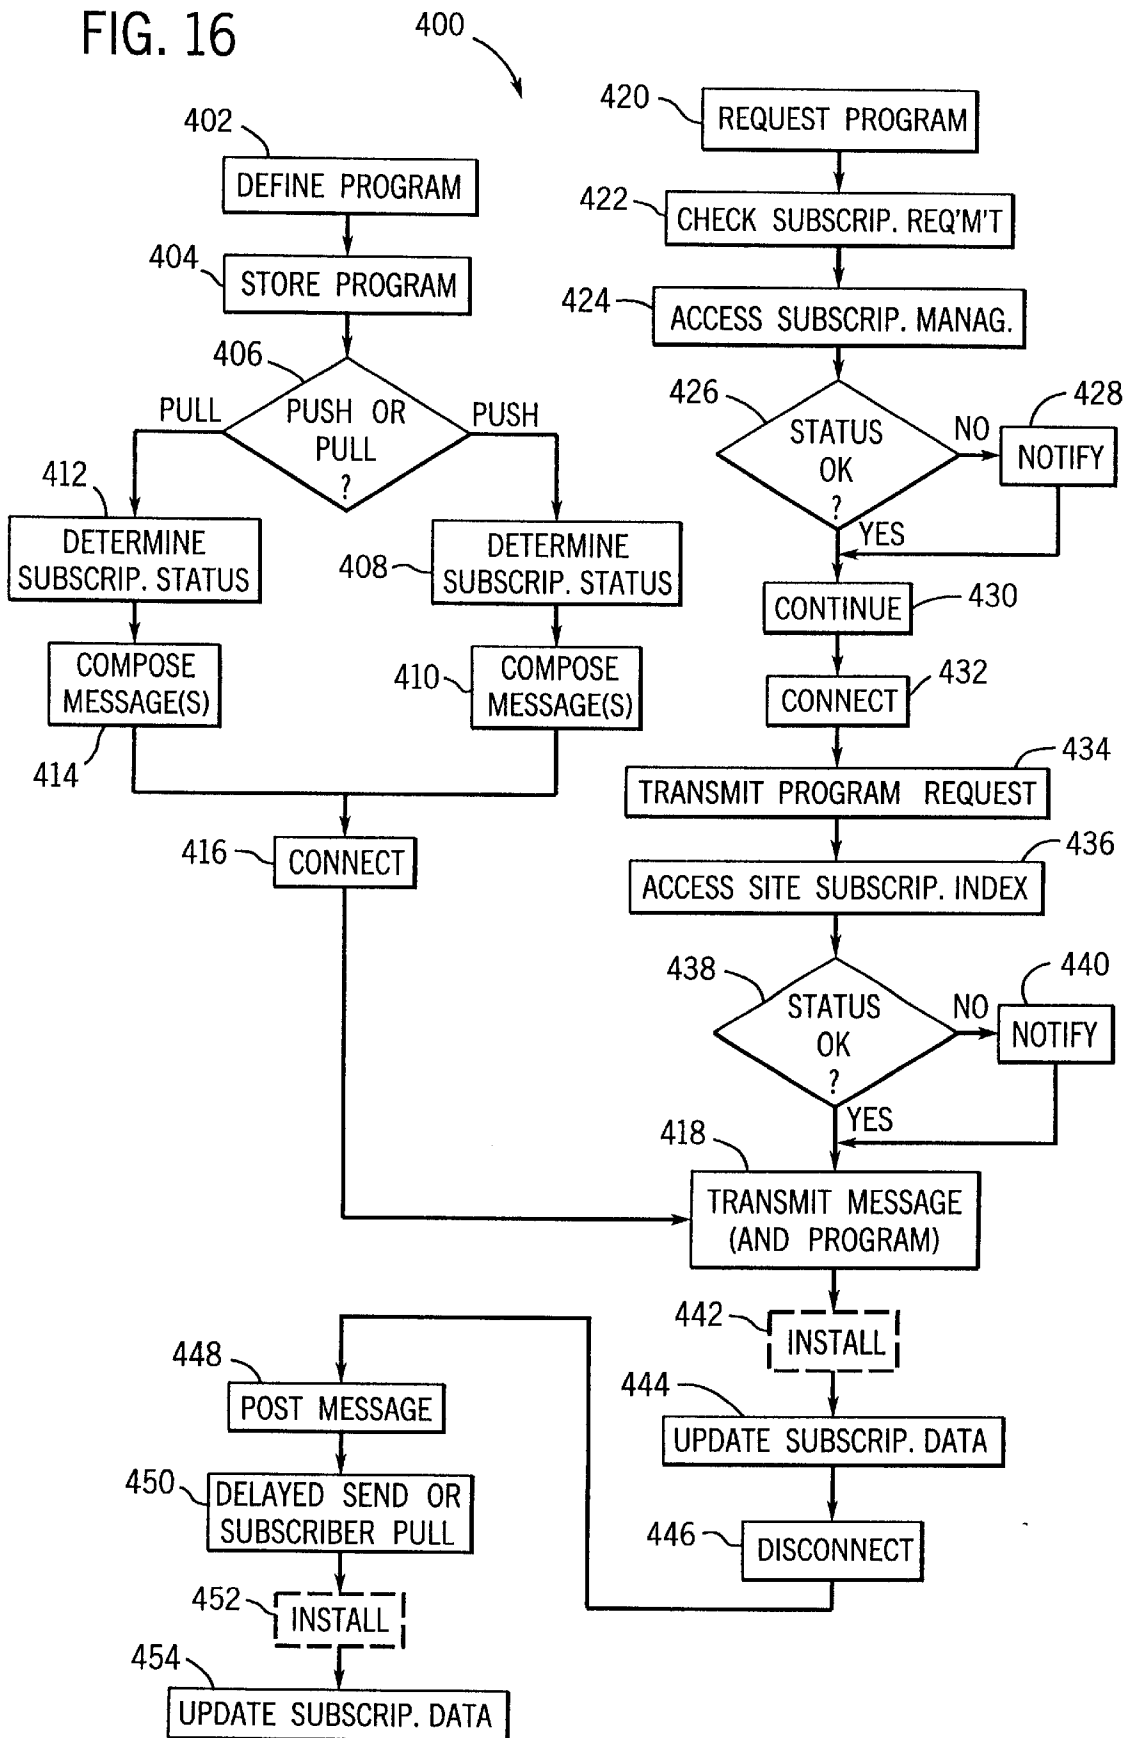 FIG. 16
400
402
DEFINE PROGRAM
404
STORE PROGRAM
406
PUSH OR
PULL
?
PULL
PUSH
412
DETERMINE
SUBSCRIP. STATUS
408
DETERMINE
SUBSCRIP. STATUS
COMPOSE
MESSAGE(S)
414
410
COMPOSE
MESSAGE(S)
416
CONNECT
420
REQUEST PROGRAM
422
CHECK SUBSCRIP. REQ'M'T
424
ACCESS SUBSCRIP. MANAG.
426
STATUS
OK
?
NO
428
NOTIFY
YES
CONTINUE
430
CONNECT
432
434
TRANSMIT PROGRAM REQUEST
436
ACCESS SITE SUBSCRIP. INDEX
438
STATUS
OK
?
NO
440
NOTIFY
YES
418
TRANSMIT MESSAGE
(AND PROGRAM)
442
INSTALL
444
UPDATE SUBSCRIP. DATA
446
DISCONNECT
448
POST MESSAGE
450
DELAYED SEND OR
SUBSCRIBER PULL
452
INSTALL
454
UPDATE SUBSCRIP. DATA